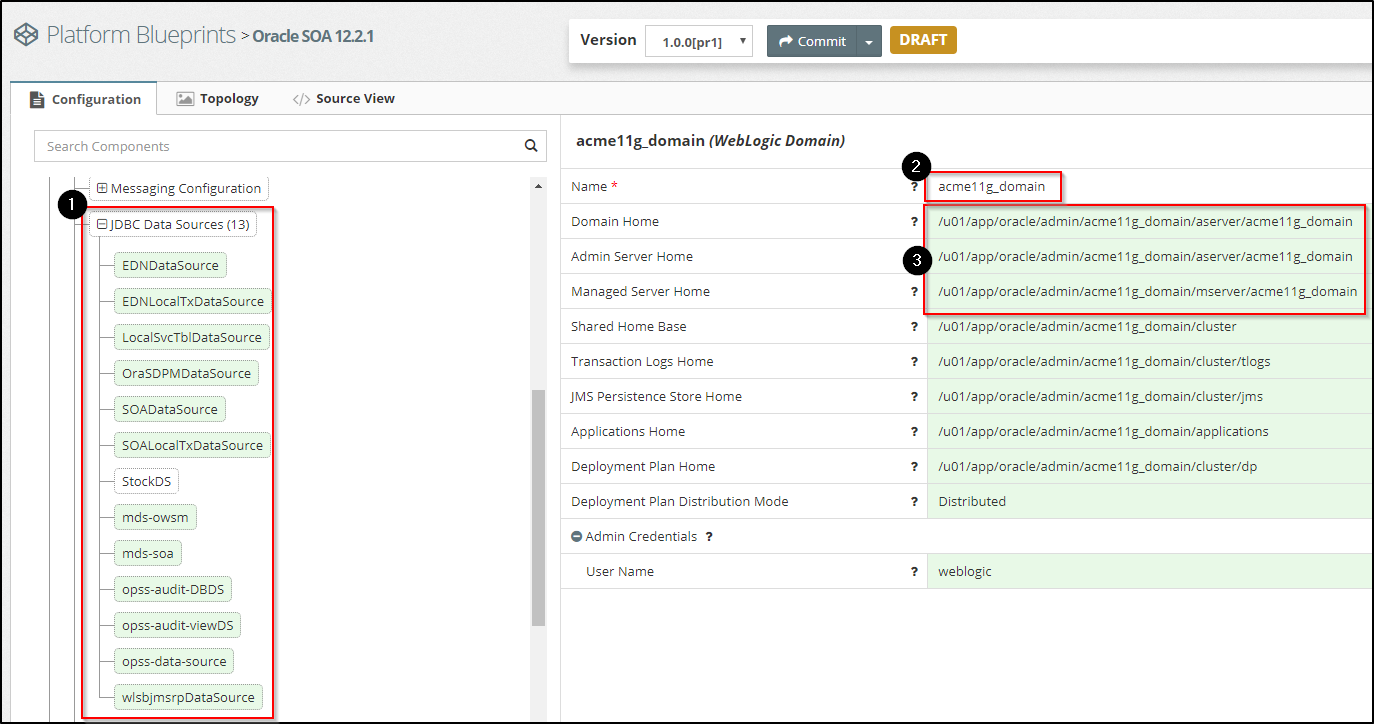 Platform Blueprints > Oracle SOA 12.2.1
Version 1.0.0[pr1] Commit DRAFT
Configuration Topology </> Source View
Search Components
Messaging Configuration
1
JDBC Data Sources (13)
EDNDataSource
EDNLocalTxDataSource
LocalSvcTblDataSource
OraSDPMDataSource
SOADataSource
SOALocalTxDataSource
StockDS
mds-owsm
mds-soa
opss-audit-DBDS
opss-audit-viewDS
opss-data-source
wlsbjmsrpDataSource
acme11g_domain (WebLogic Domain)
2
Name * ? acme11g_domain
Domain Home ? /u01/app/oracle/admin/acme11g_domain/aserver/acme11g_domain
3
Admin Server Home ? /u01/app/oracle/admin/acme11g_domain/aserver/acme11g_domain
Managed Server Home ? /u01/app/oracle/admin/acme11g_domain/mserver/acme11g_domain
Shared Home Base ? /u01/app/oracle/admin/acme11g_domain/cluster
Transaction Logs Home ? /u01/app/oracle/admin/acme11g_domain/cluster/tlogs
JMS Persistence Store Home ? /u01/app/oracle/admin/acme11g_domain/cluster/jms
Applications Home ? /u01/app/oracle/admin/acme11g_domain/applications
Deployment Plan Home ? /u01/app/oracle/admin/acme11g_domain/cluster/dp
Deployment Plan Distribution Mode ? Distributed
Admin Credentials ?
User Name ? weblogic